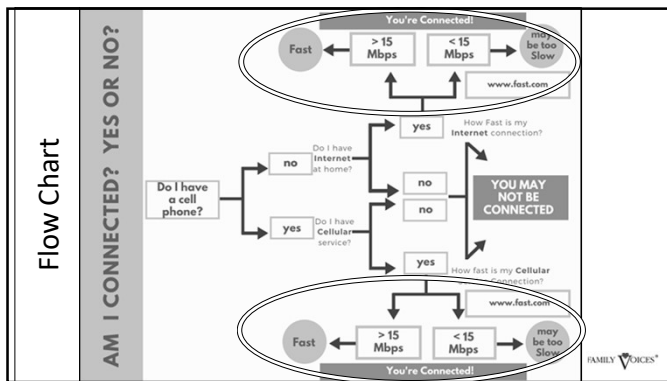 Flow Chart
AM I CONNECTED? YES OR NO?
You're Connected!
Fast
> 15
Mbps
< 15
Mbps
may
be too
Slow
www.fast.com
yes
How Fast is my
Internet connection?
Do I have
Internet
at home?
no
no
YOU MAY
NOT BE
CONNECTED
Do I have
a cell
phone?
no
yes
Do I have
Cellular
service?
yes
How fast is my Cellular
Connection?
www.fast.com
Fast
> 15
Mbps
< 15
Mbps
may
be too
Slow
You're Connected!
FAMILY VOICES®